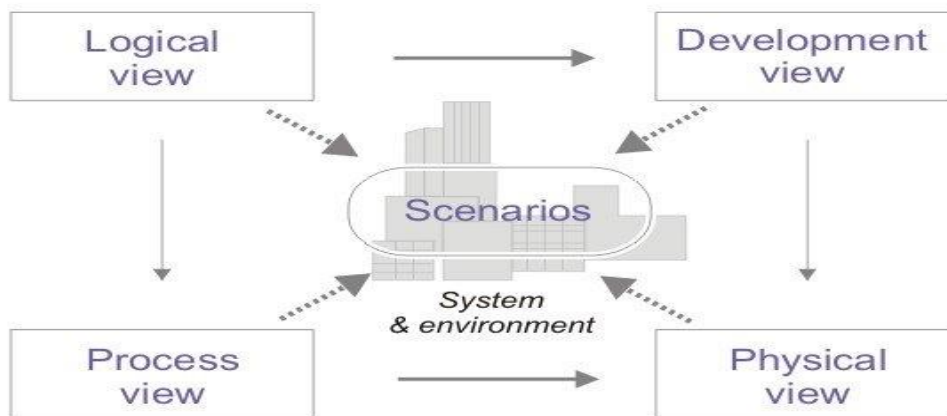 Logical
view
Development
view
Scenarios
System
& environment
Process
view
Physical
view